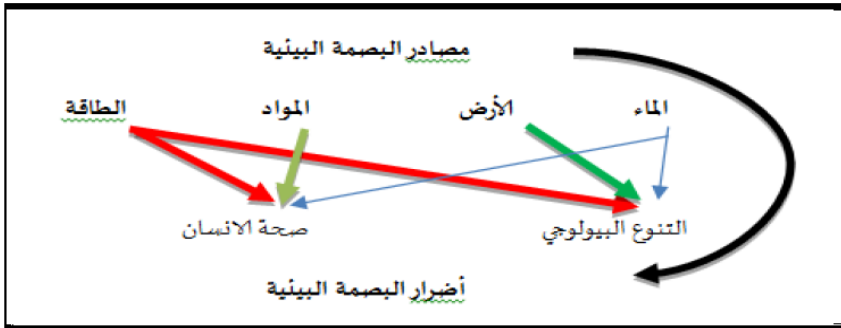 مصادر البصمة البيئية
الماء الأرض المواد الطاقة
التنوع البيولوجي صحة الانسان
أضرار البصمة البيئية